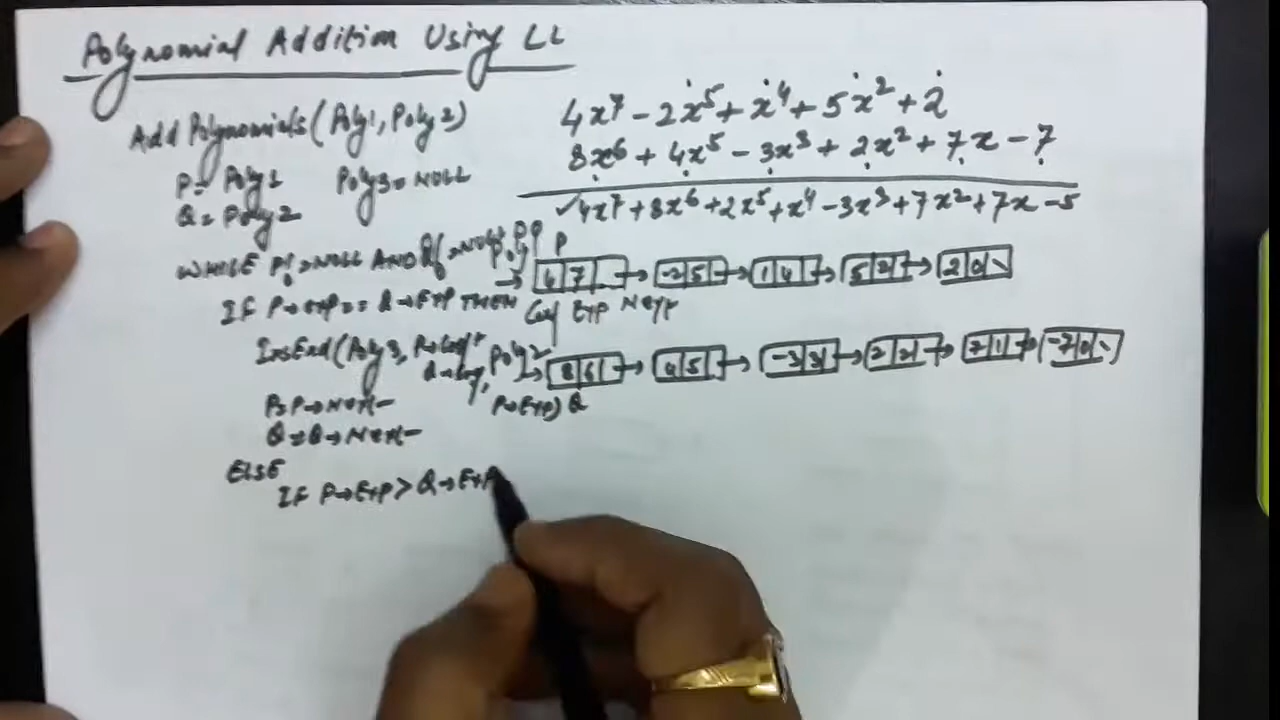 Polynomial Addition Using LL
Add Polynomials (Poly1, Poly2)
P = Poly1 Poly3 = NULL
Q = Poly2
WHILE P! = NULL AND Q! = NULL
IF P→exp == Q→EXP THEN
InsEnd (Poly3, P→Coef +
Q→Coef,
P→EXP)
P = P→Next
Q = Q→Next
ELSE
IF P→EXP > Q→EXP
4x⁷ - 2x⁵ + x⁴ + 5x² + 2
8x⁶ + 4x⁵ - 3x³ + 2x² + 7x - 7
✓4x⁷ + 8x⁶ + 2x⁵ + x⁴ - 3x³ + 7x² + 7x - 5
P
→ 4|7| → -2|5| → 1|4| → 5|2| → 2|0|\
Coef EXP Next
Poly2
→ 8|6| → 4|5| → -3|3| → 2|2| → 7|1| → -7|0|\
Q